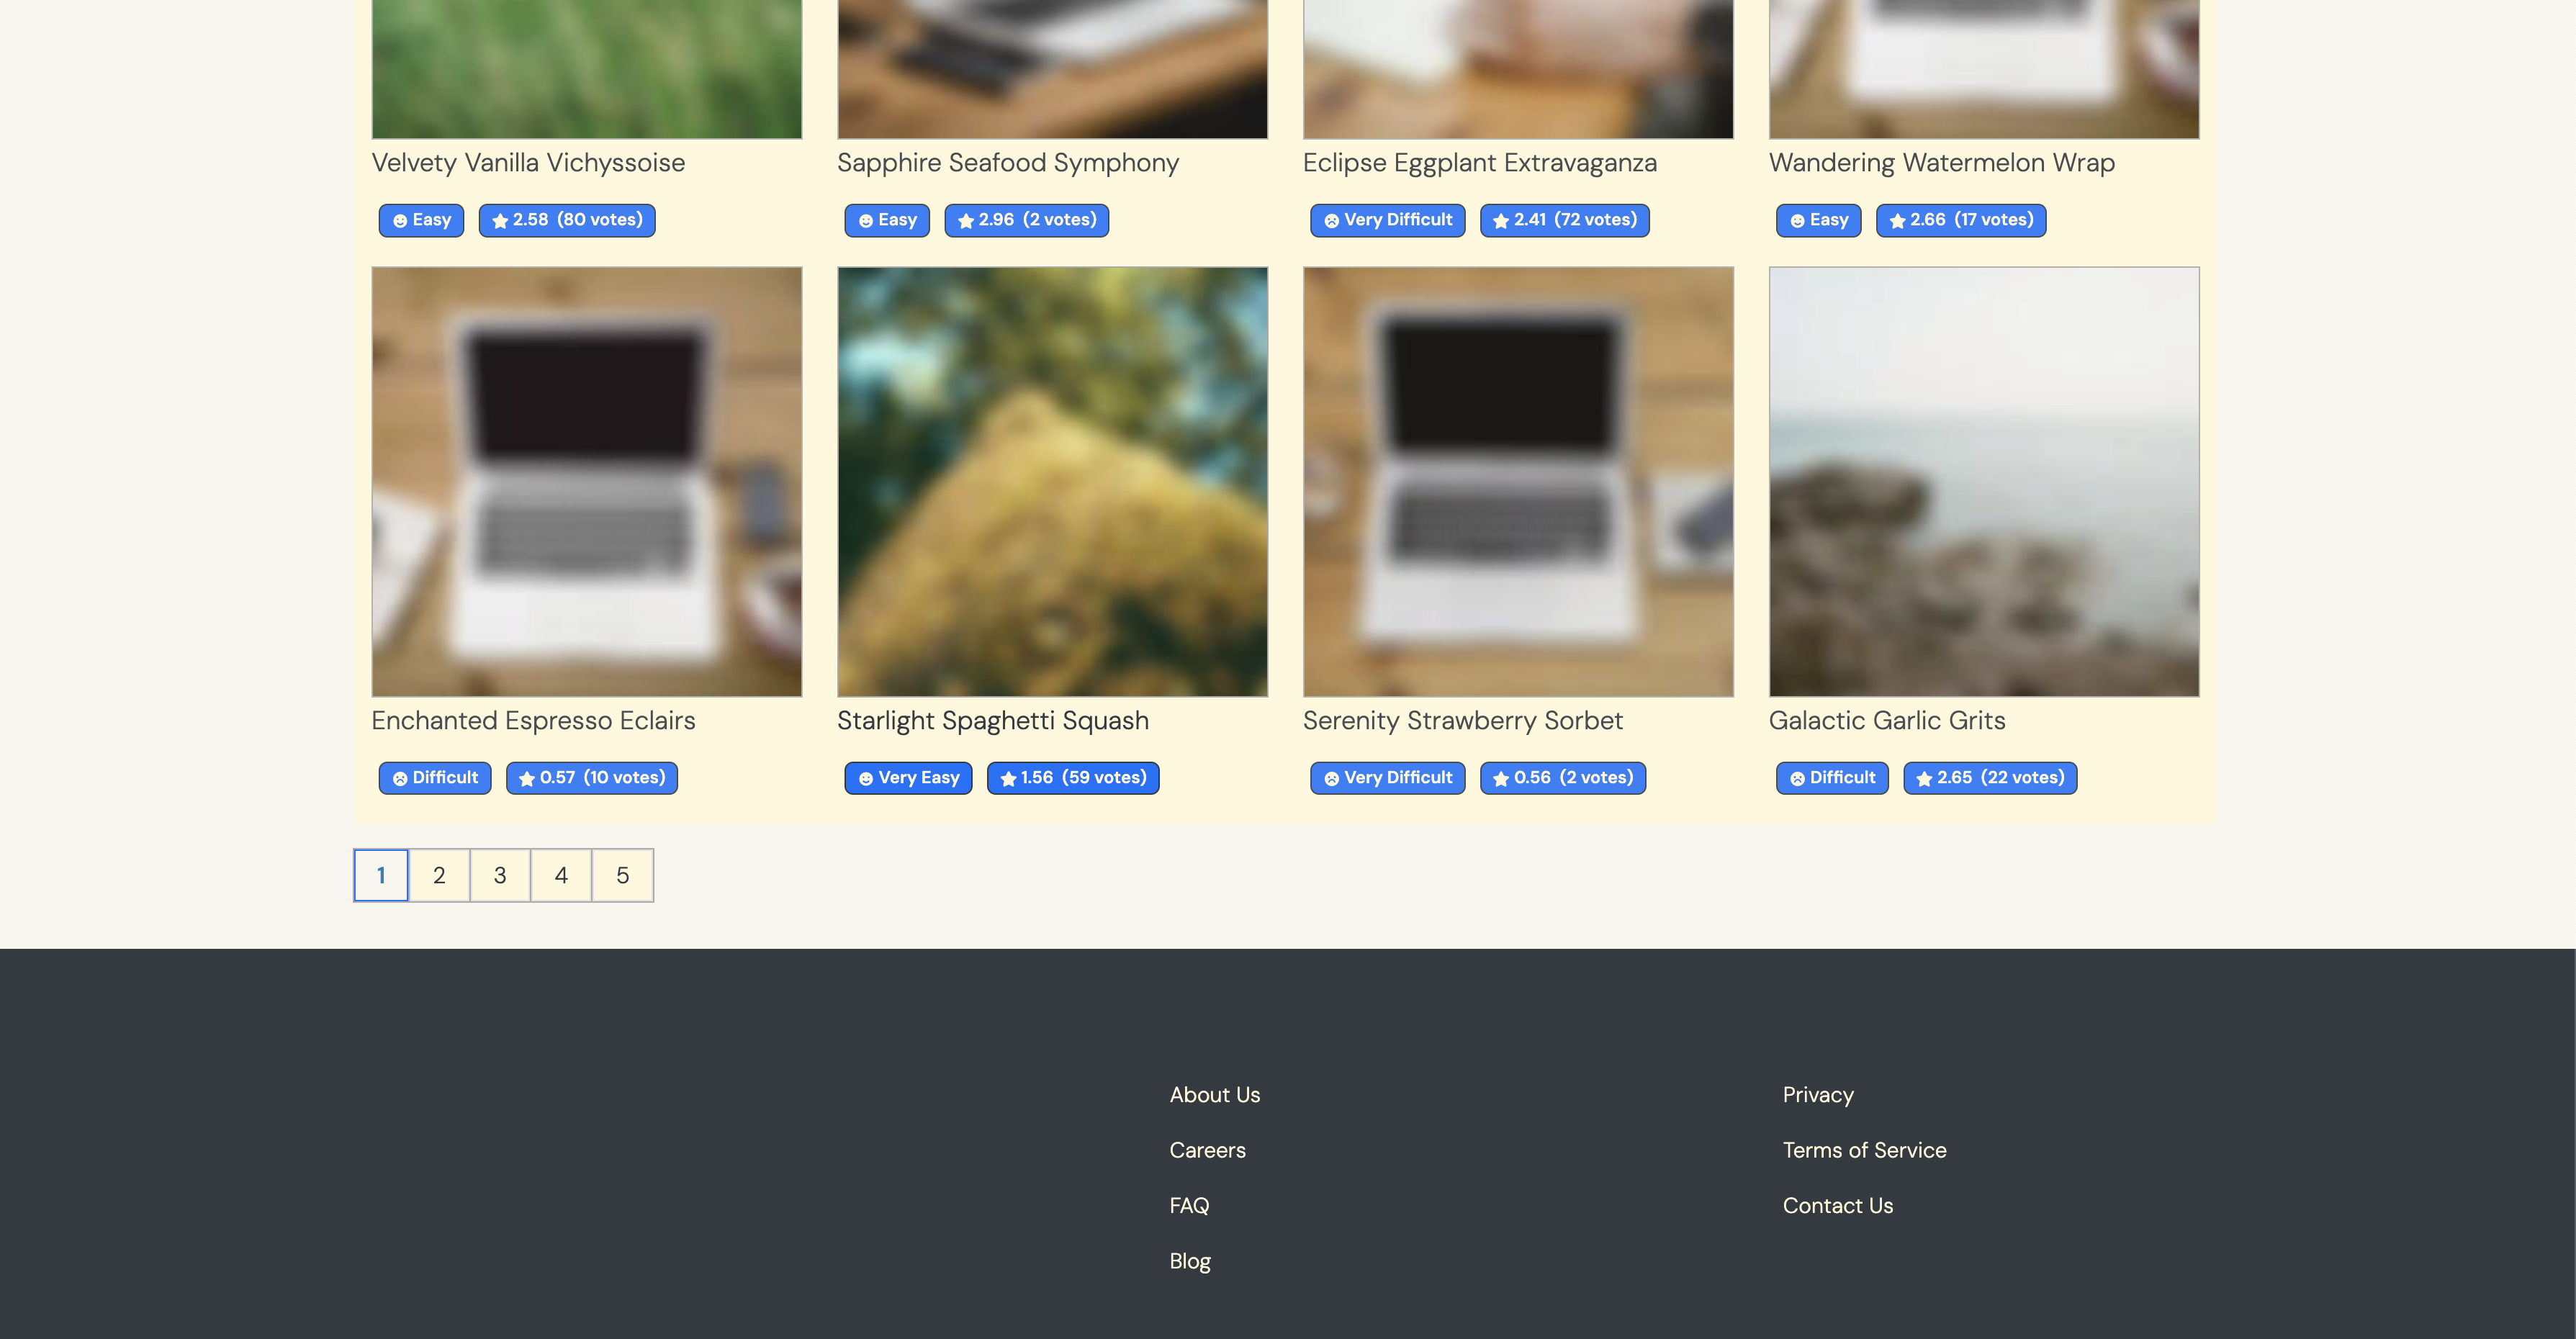 Velvety Vanilla Vichyssoise
Sapphire Seafood Symphony
Eclipse Eggplant Extravaganza
Wandering Watermelon Wrap
Easy
2.58 (80 votes)
Easy
2.96 (2 votes)
Very Difficult
2.41 (72 votes)
Easy
2.66 (17 votes)
Enchanted Espresso Eclairs
Starlight Spaghetti Squash
Serenity Strawberry Sorbet
Galactic Garlic Grits
Difficult
0.57 (10 votes)
Very Easy
1.56 (59 votes)
Very Difficult
0.56 (2 votes)
Difficult
2.65 (22 votes)
1 2 3 4 5
About Us
Careers
FAQ
Blog
Privacy
Terms of Service
Contact Us